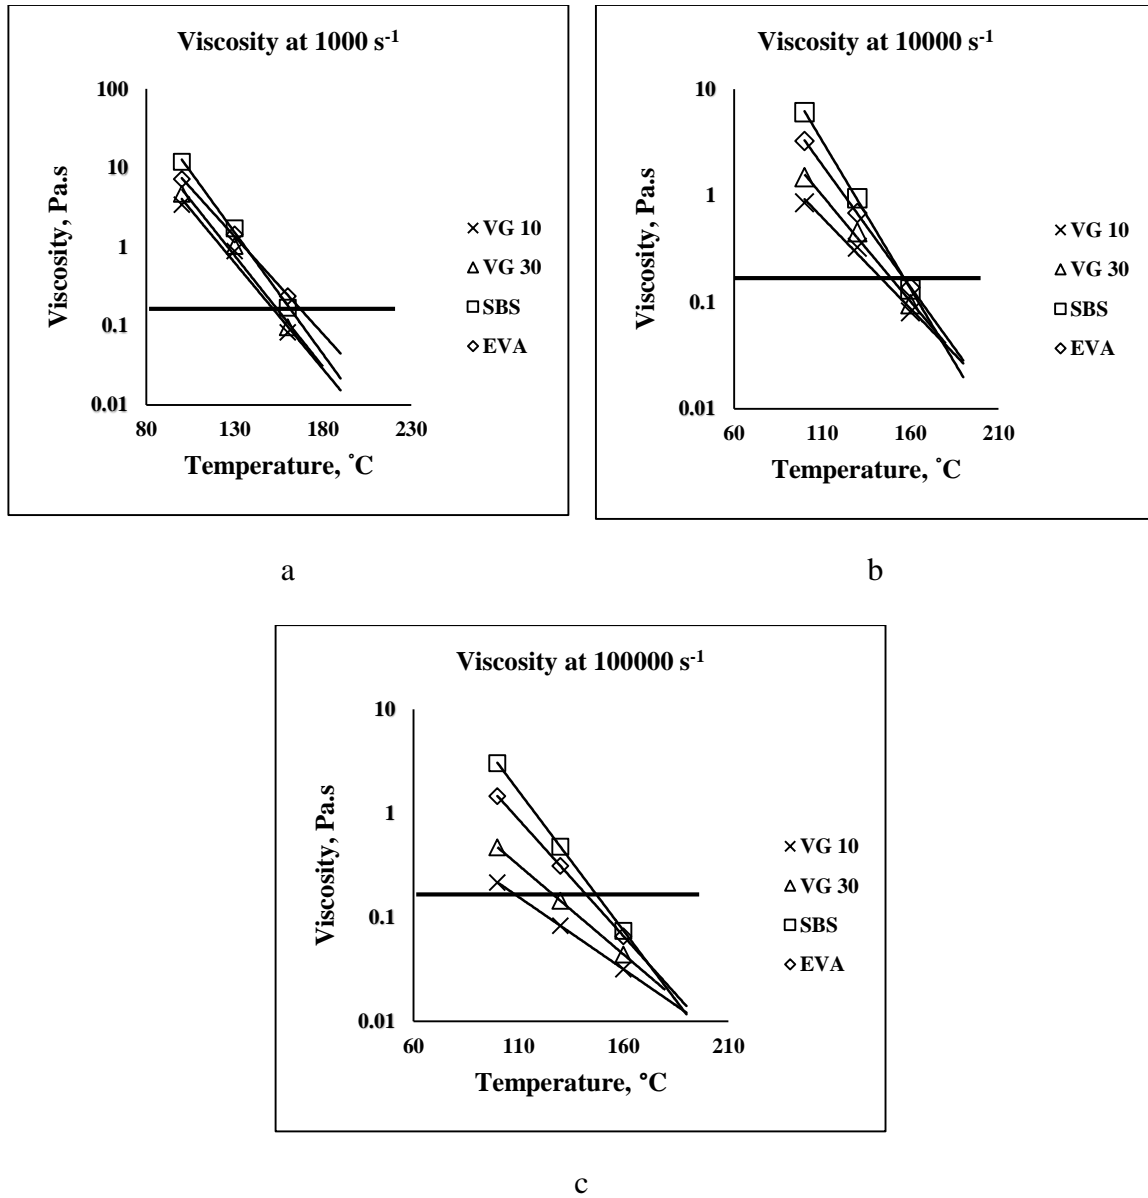 Viscosity at 1000 s-1
100
10
1
0.1
0.01
80 130 180 230
Viscosity, Pa.s
Temperature, ˚C
VG 10
VG 30
SBS
EVA
a
Viscosity at 10000 s-1
10
1
0.1
0.01
60 110 160 210
Viscosity, Pa.s
Temperature, ˚C
VG 10
VG 30
SBS
EVA
b
Viscosity at 100000 s-1
10
1
0.1
0.01
60 110 160 210
Viscosity, Pa.s
Temperature, °C
VG 10
VG 30
SBS
EVA
c